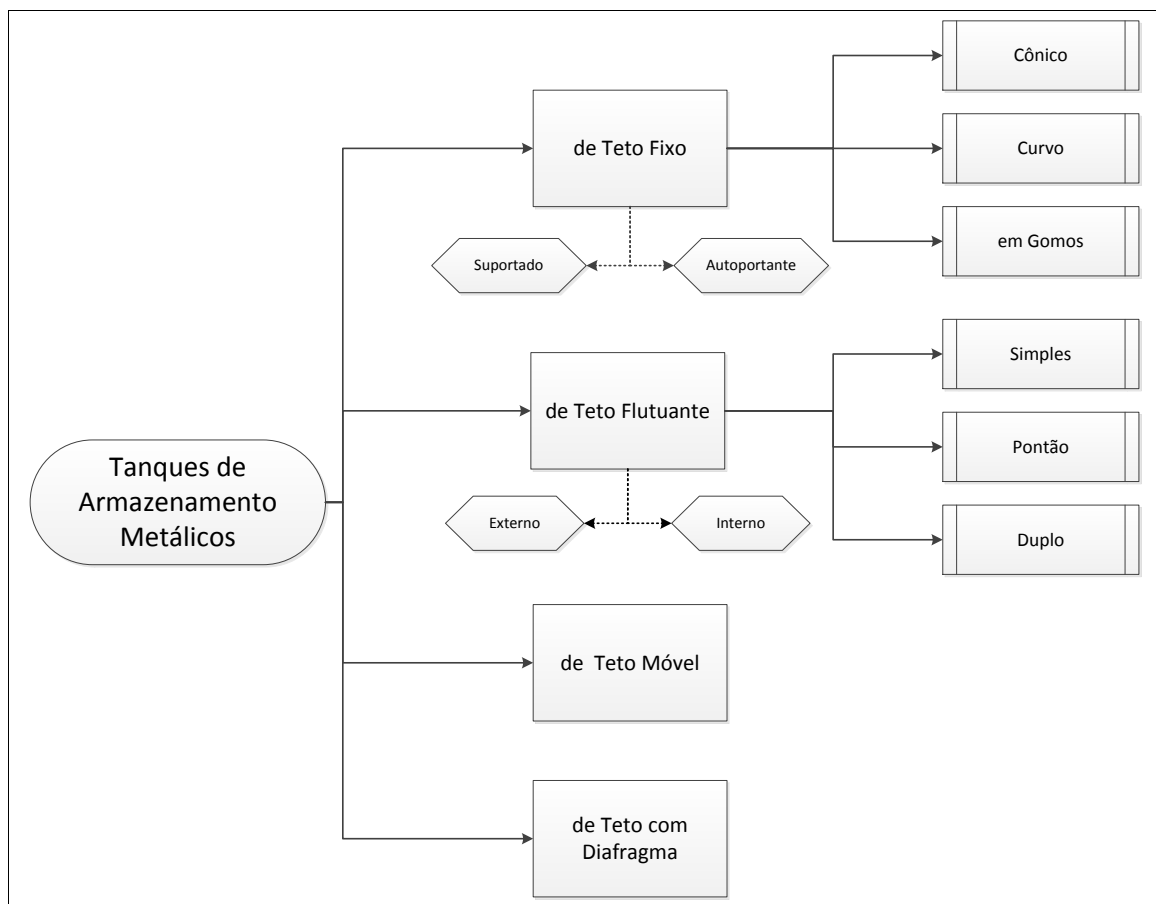 Tanques de
Armazenamento
Metálicos
de Teto Fixo
Suportado
Autoportante
Cônico
Curvo
em Gomos
de Teto Flutuante
Externo
Interno
Simples
Pontão
Duplo
de Teto Móvel
de Teto com
Diafragma